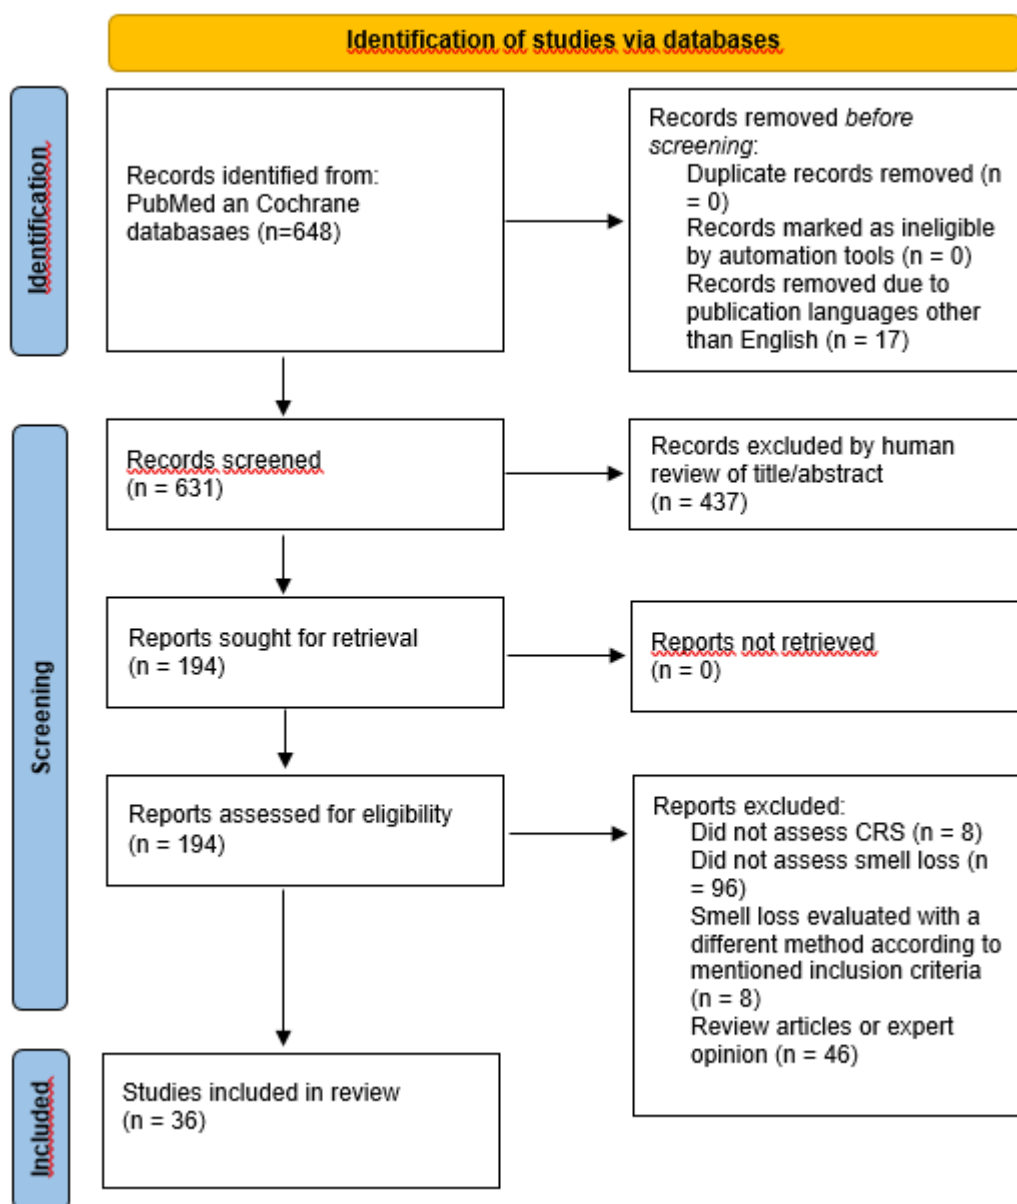 Identification of studies via databases
Identification
Records identified from:
PubMed an Cochrane
databasaes (n=648)
Records removed before
screening:
Duplicate records removed (n
= 0)
Records marked as ineligible
by automation tools (n = 0)
Records removed due to
publication languages other
than English (n = 17)
Screening
Records screened
(n = 631)
Records excluded by human
review of title/abstract
(n = 437)
Reports sought for retrieval
(n = 194)
Reports not retrieved
(n = 0)
Reports assessed for eligibility
(n = 194)
Reports excluded:
Did not assess CRS (n = 8)
Did not assess smell loss (n
= 96)
Smell loss evaluated with a
different method according to
mentioned inclusion criteria
(n = 8)
Review articles or expert
opinion (n = 46)
Included
Studies included in review
(n = 36)